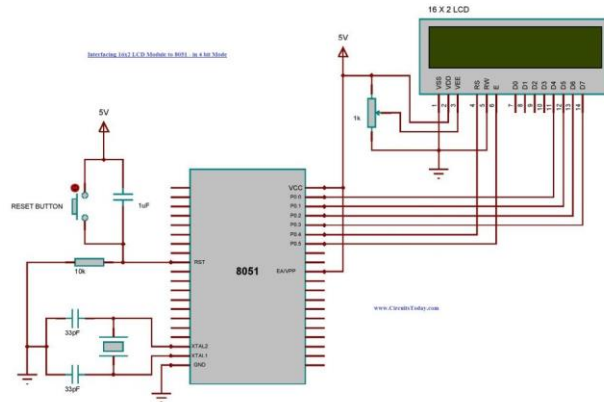 16 X 2 LCD
Interfacing 16x2 LCD Module to 8051 - in 4 bit Mode
5V
VSS
VDD
VEE
RS
RW
E
D0
D1
D2
D3
D4
D5
D6
D7
1
2
3
4
5
6
7
8
9
10
11
12
13
14
1k
5V
RESET BUTTON
1uF
10k
VCC
P0.0
P0.1
P0.2
P0.3
P0.4
P0.5
RST
8051
EA/VPP
www.CircuitsToday.com
33pF
33pF
XTAL2
XTAL1
GND